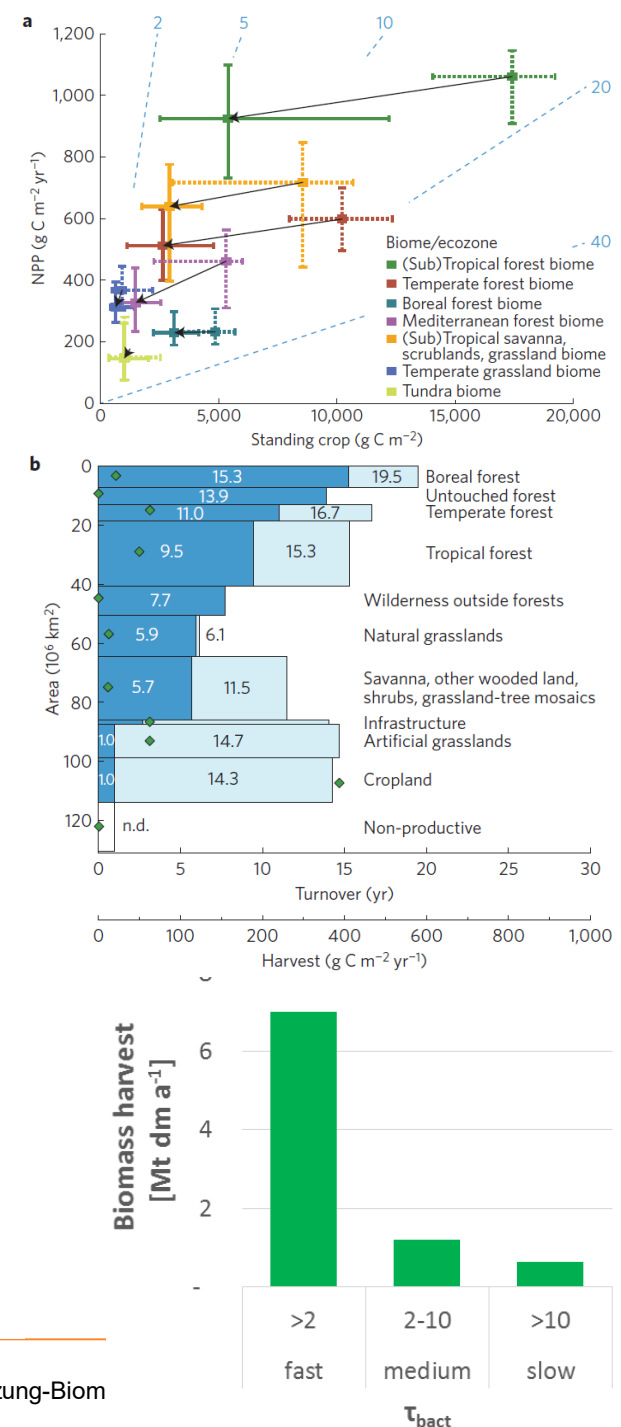 a
2
5
10
20
40
1,200
1,000
800
600
400
200
0
NPP (g C m⁻² yr⁻¹)
0
5,000
10,000
15,000
20,000
Standing crop (g C m⁻²)
Biome/ecozone
(Sub)Tropical forest biome
Temperate forest biome
Boreal forest biome
Mediterranean forest biome
(Sub)Tropical savanna,
scrublands, grassland biome
Temperate grassland biome
Tundra biome
b
0
20
40
60
80
100
120
Area (10⁶ km²)
15.3 19.5 Boreal forest
13.9 Untouched forest
11.0 16.7 Temperate forest
9.5 15.3 Tropical forest
7.7 Wilderness outside forests
5.9 6.1 Natural grasslands
5.7 11.5 Savanna, other wooded land,
shrubs, grassland-tree mosaics
Infrastructure
1.0 14.7 Artificial grasslands
1.0 14.3 Cropland
n.d. Non-productive
0 5 10 15 20 25 30
Turnover (yr)
0 100 200 400 600 800 1,000
Harvest (g C m⁻² yr⁻¹)
Biomass harvest
[Mt dm a⁻¹]
6
4
2
-
>2 2-10 >10
fast medium slow
τbact
zung-Biom